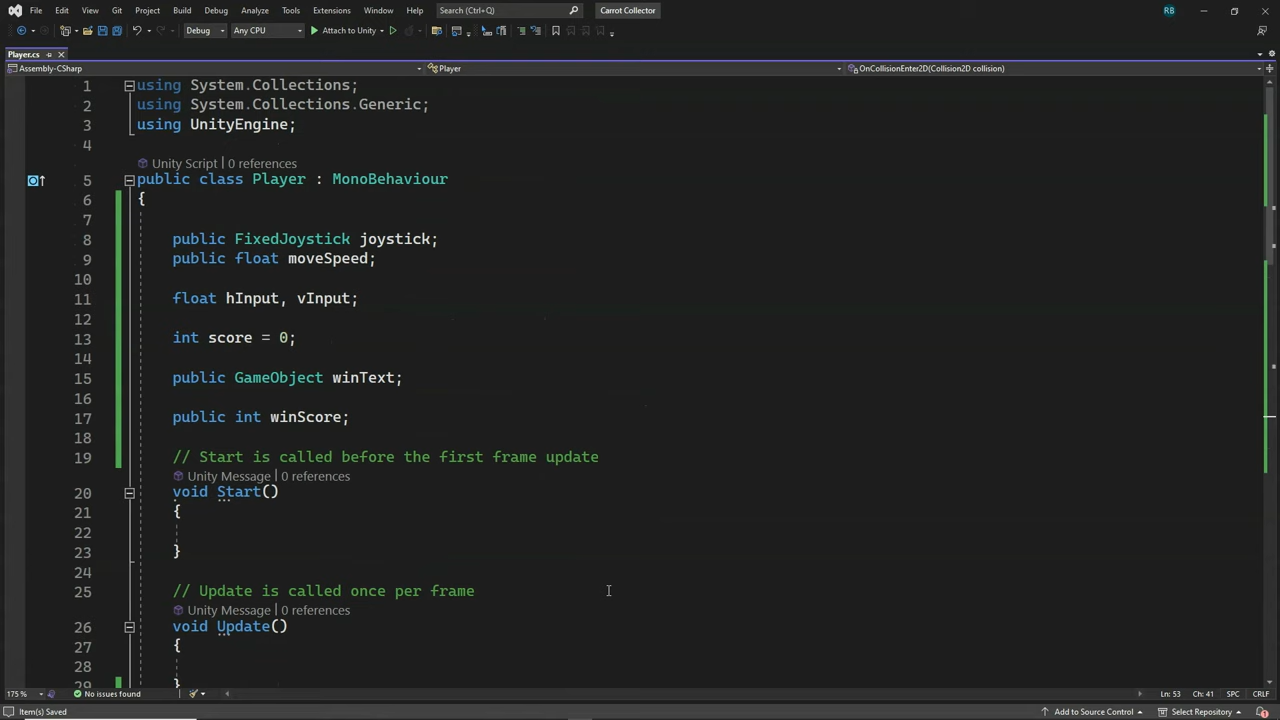 File Edit View Git Project Build Debug Analyze Tools Extensions Window Help Search (Ctrl+Q) Carrot Collector RB
Debug Any CPU Attach to Unity
Player.cs
Assembly-CSharp Player OnCollisionEnter2D(Collision2D collision)
1 using System.Collections;
2 using System.Collections.Generic;
3 using UnityEngine;
4
Unity Script | 0 references
5 public class Player : MonoBehaviour
6 {
7
8 public FixedJoystick joystick;
9 public float moveSpeed;
10
11 float hInput, vInput;
12
13 int score = 0;
14
15 public GameObject winText;
16
17 public int winScore;
18
19 // Start is called before the first frame update
Unity Message | 0 references
20 void Start()
21 {
22
23 }
24
25 // Update is called once per frame
Unity Message | 0 references
26 void Update()
27 {
28
29 }
175 % No issues found Ln: 53 Ch: 41 SPC CRLF
Item(s) Saved Add to Source Control Select Repository 1